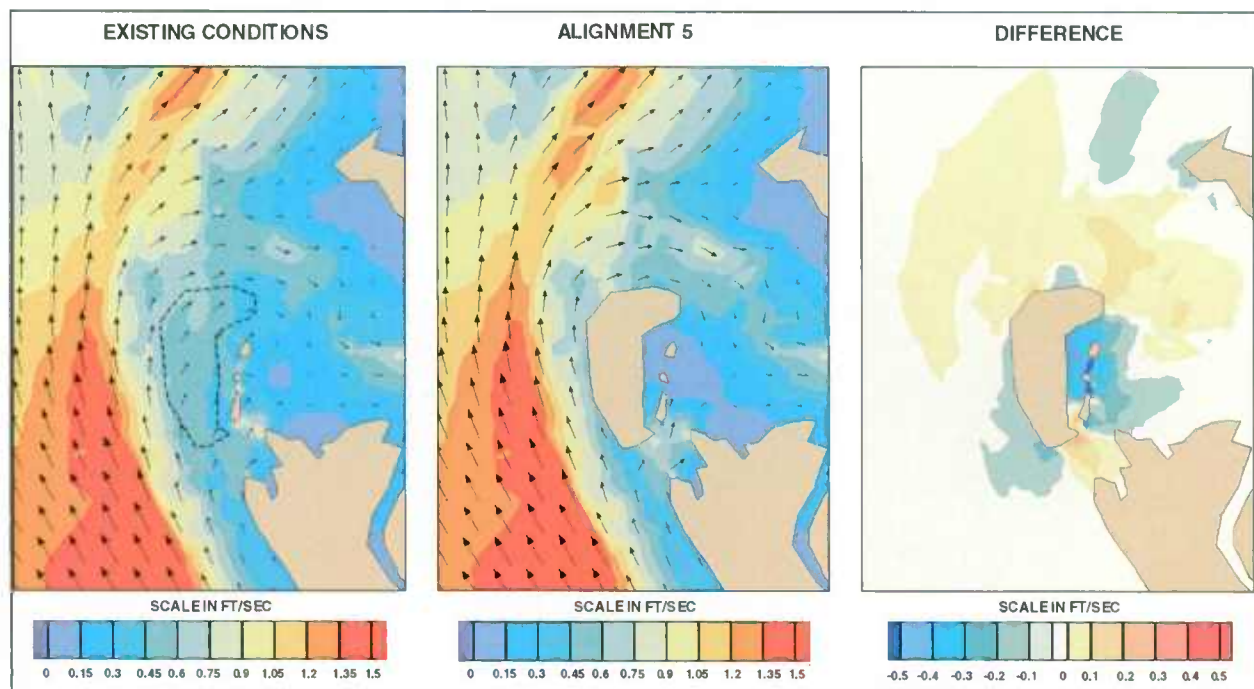 EXISTING CONDITIONS
ALIGNMENT 5
DIFFERENCE
SCALE IN FT/SEC
0 0.15 0.3 0.45 0.6 0.75 0.9 1.05 1.2 1.35 1.5
SCALE IN FT/SEC
0 0.15 0.3 0.45 0.6 0.75 0.9 1.05 1.2 1.35 1.5
SCALE IN FT/SEC
-0.5 -0.4 -0.3 -0.2 -0.1 0 0.1 0.2 0.3 0.4 0.5